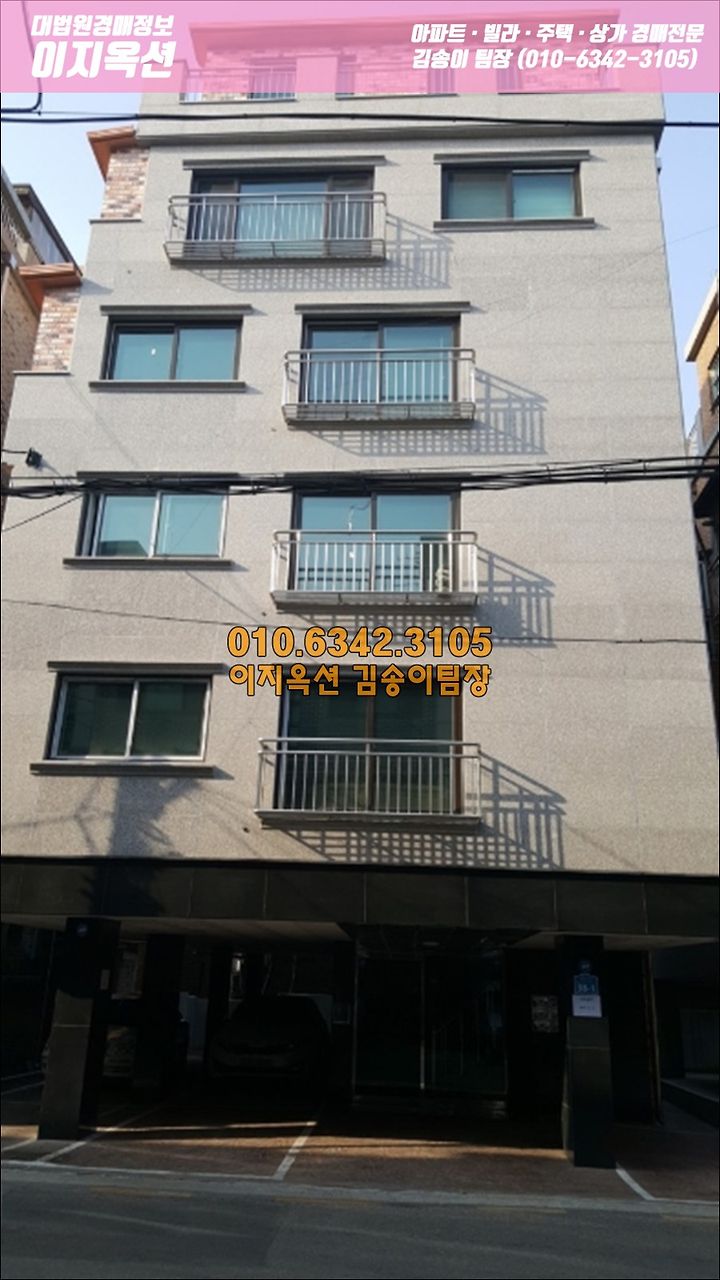 대법원경매정보
이지옥션
아파트 · 빌라 · 주택 · 상가 경매전문
김송이 팀장 (010-6342-3105)
010.6342.3105
이지옥션 김송이팀장